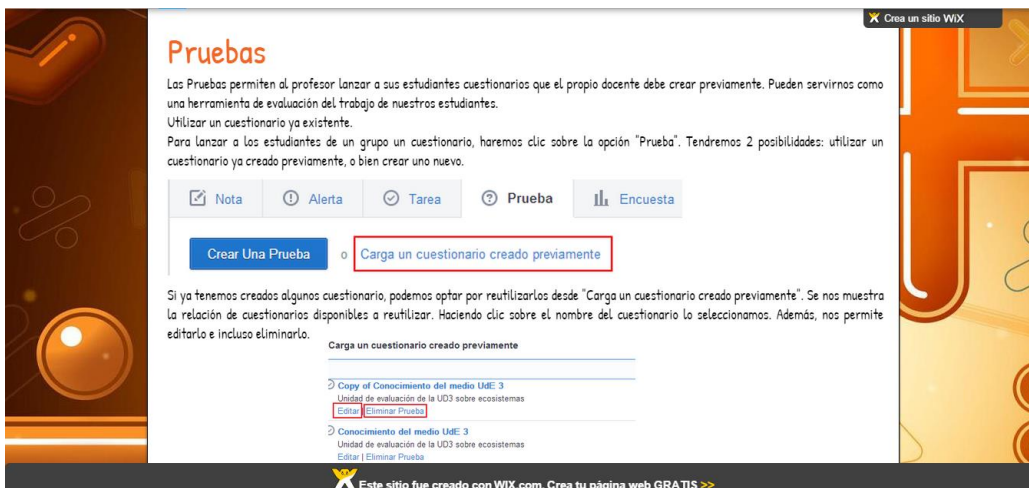 Crea un sitio WiX
Pruebas
Las Pruebas permiten al profesor lanzar a sus estudiantes cuestionarios que el propio docente debe crear previamente. Pueden servirnos como
una herramienta de evaluación del trabajo de nuestros estudiantes.
Utilizar un cuestionario ya existente.
Para lanzar a los estudiantes de un grupo un cuestionario, haremos clic sobre la opción "Prueba". Tendremos 2 posibilidades: utilizar un
cuestionario ya creado previamente, o bien crear uno nuevo.
Nota Alerta Tarea Prueba Encuesta
Crear Una Prueba o Carga un cuestionario creado previamente
Si ya tenemos creados algunos cuestionario, podemos optar por reutilizarlos desde "Carga un cuestionario creado previamente". Se nos muestra
la relación de cuestionarios disponibles a reutilizar. Haciendo clic sobre el nombre del cuestionario lo seleccionamos. Además, nos permite
editarlo e incluso eliminarlo.
Carga un cuestionario creado previamente
Copy of Conocimiento del medio UdE 3
Unidad de evaluación de la UD3 sobre ecosistemas
Editar | Eliminar Prueba
Conocimiento del medio UdE 3
Unidad de evaluación de la UD3 sobre ecosistemas
Editar | Eliminar Prueba
Este sitio fue creado con WIX.com. Crea tu página web GRATIS >>